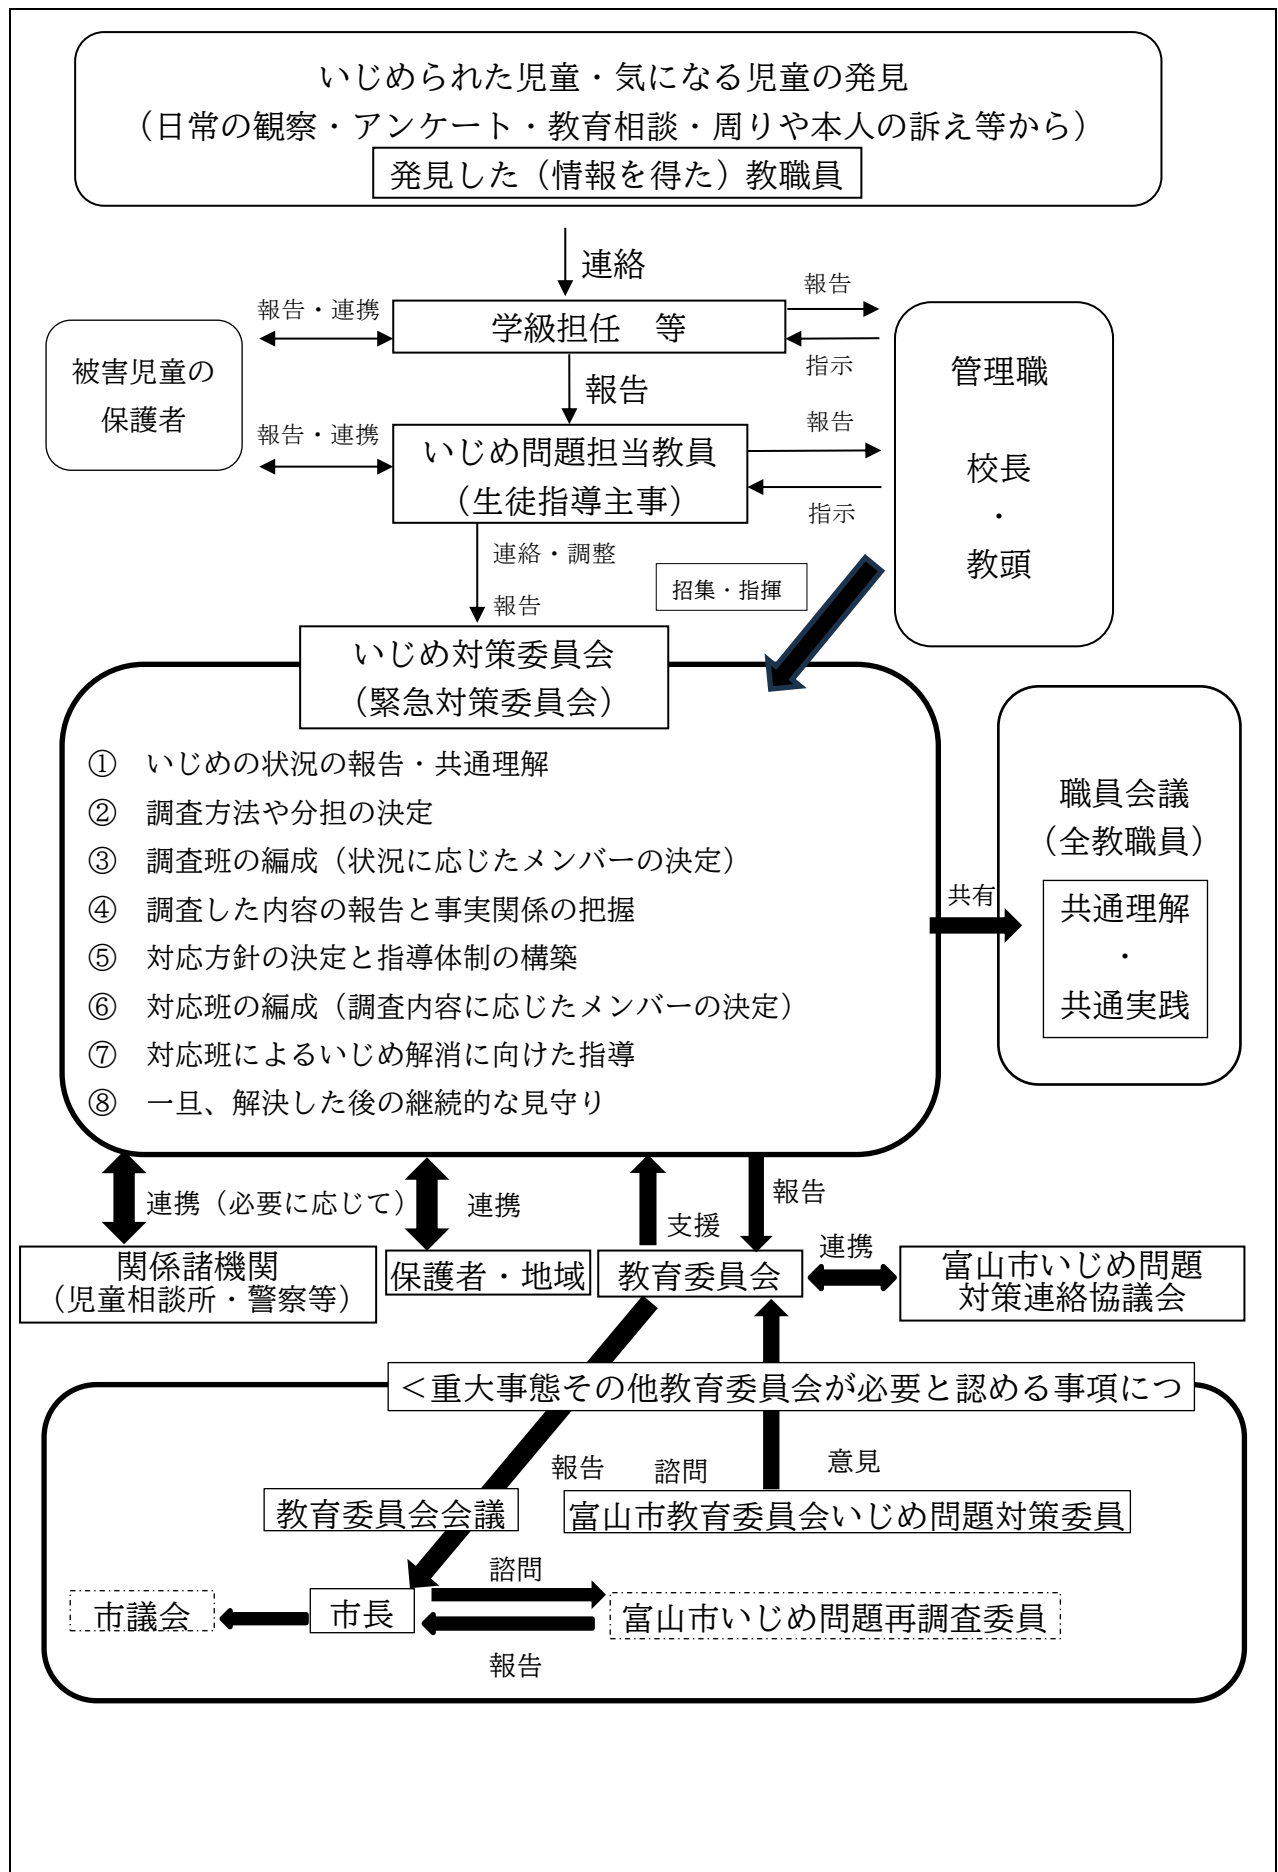 いじめられた児童・気になる児童の発見
（日常の観察・アンケート・教育相談・周りや本人の訴え等から）
発見した（情報を得た）教職員
連絡
報告・連携
学級担任　等
報告
指示
被害児童の
保護者
報告
報告・連携
いじめ問題担当教員
（生徒指導主事）
報告
指示
管理職
校長
・
教頭
連絡・調整
報告
招集・指揮
いじめ対策委員会
（緊急対策委員会）
①　いじめの状況の報告・共通理解
②　調査方法や分担の決定
③　調査班の編成（状況に応じたメンバーの決定）
④　調査した内容の報告と事実関係の把握
⑤　対応方針の決定と指導体制の構築
⑥　対応班の編成（調査内容に応じたメンバーの決定）
⑦　対応班によるいじめ解消に向けた指導
⑧　一旦、解決した後の継続的な見守り
共有
職員会議
（全教職員）
共通理解
・
共通実践
連携（必要に応じて）
連携
支援
報告
関係諸機関
（児童相談所・警察等）
保護者・地域
教育委員会
連携
富山市いじめ問題
対策連絡協議会
＜重大事態その他教育委員会が必要と認める事項につ
報告
諮問
意見
教育委員会会議
富山市教育委員会いじめ問題対策委員
諮問
市議会
市長
富山市いじめ問題再調査委員
報告